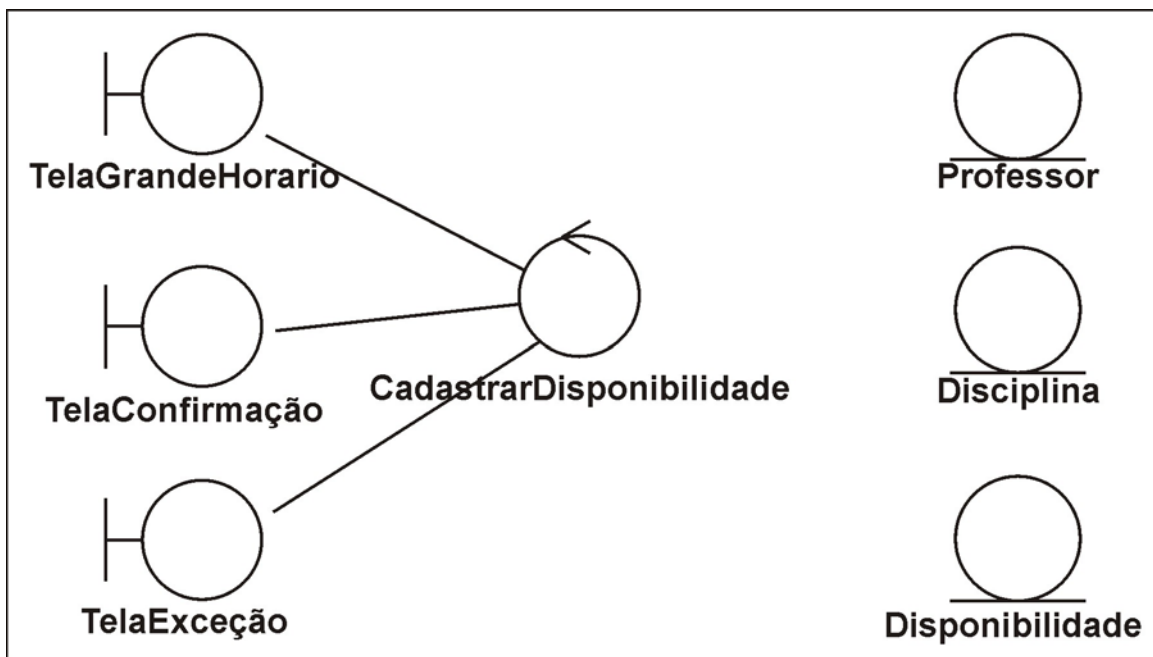 TelaGrandeHorario
Professor
CadastrarDisponibilidade
TelaConfirmação
Disciplina
TelaExceção
Disponibilidade